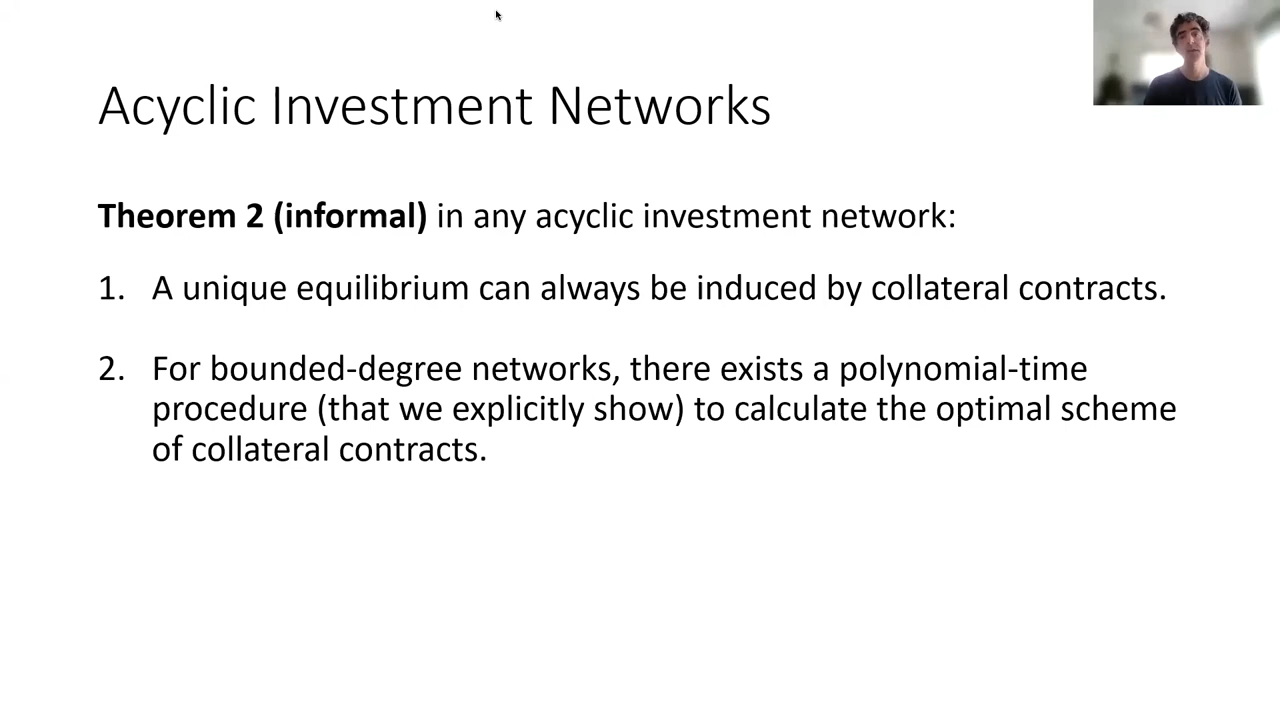 Acyclic Investment Networks
Theorem 2 (informal) in any acyclic investment network:
1. A unique equilibrium can always be induced by collateral contracts.
2. For bounded-degree networks, there exists a polynomial-time
procedure (that we explicitly show) to calculate the optimal scheme
of collateral contracts.